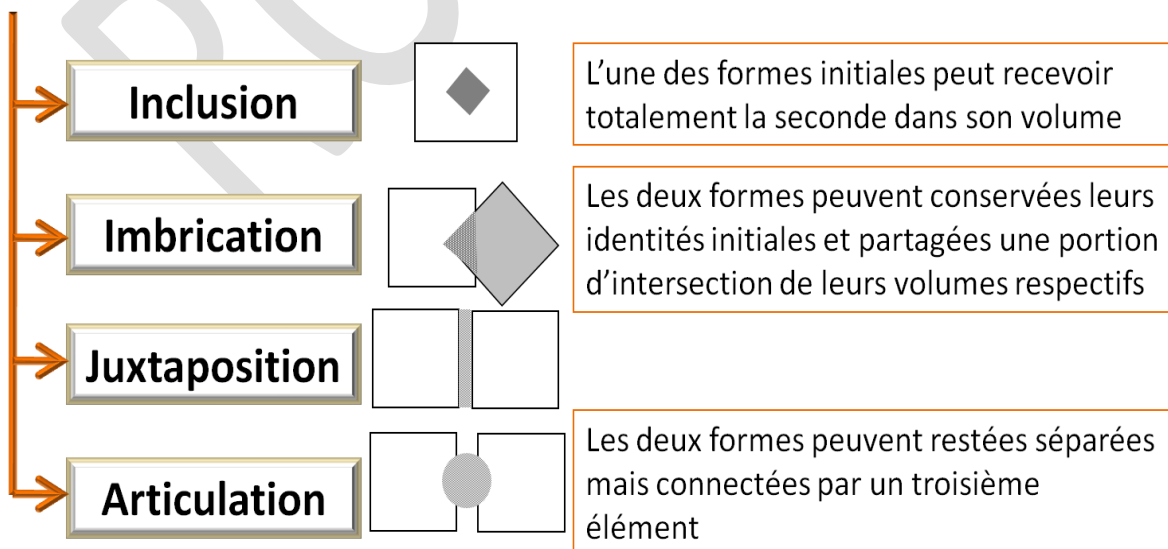 Inclusion
L’une des formes initiales peut recevoir
totalement la seconde dans son volume
Imbrication
Les deux formes peuvent conservées leurs
identités initiales et partagées une portion
d’intersection de leurs volumes respectifs
Juxtaposition
Articulation
Les deux formes peuvent restées séparées
mais connectées par un troisième
élément